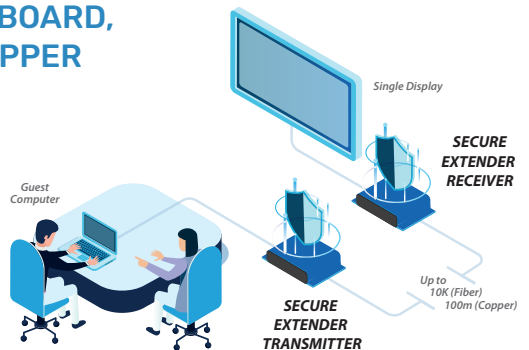 BOARD,
PPER
Single Display
SECURE
EXTENDER
RECEIVER
Guest
Computer
Up to
10K (Fiber)
100m (Copper)
SECURE
EXTENDER
TRANSMITTER